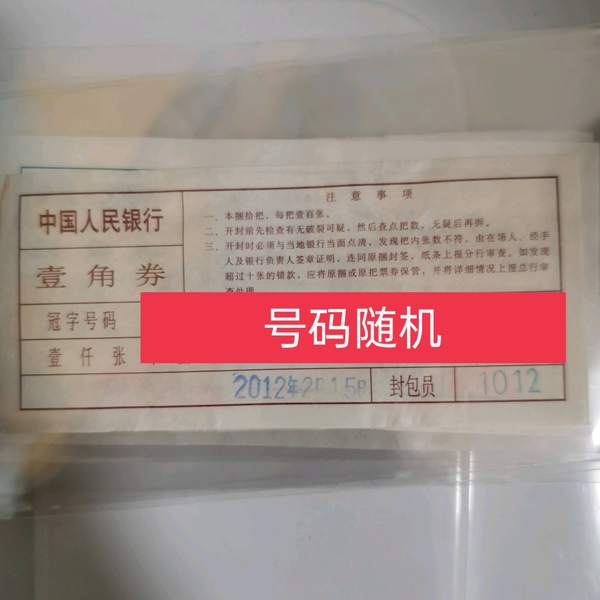 中国人民银行
壹角券
冠字号码
壹仟张
注意事项
一、本捆拾把，每把壹百张。
二、开封前先检查有无破裂可疑，然后查点把数，无疑后再拆。
三、开封时必须与当地银行当面点清，发现把内张数不符，由在场人、经手
人及银行负责人签章证明，连同原捆封签，纸条上报分行审查。如发现
超过十张的错款，应将原捆或原把票券保管，并将详细情况上报总行审
查处理
号码随机
2012年2月15日
封包员
1012